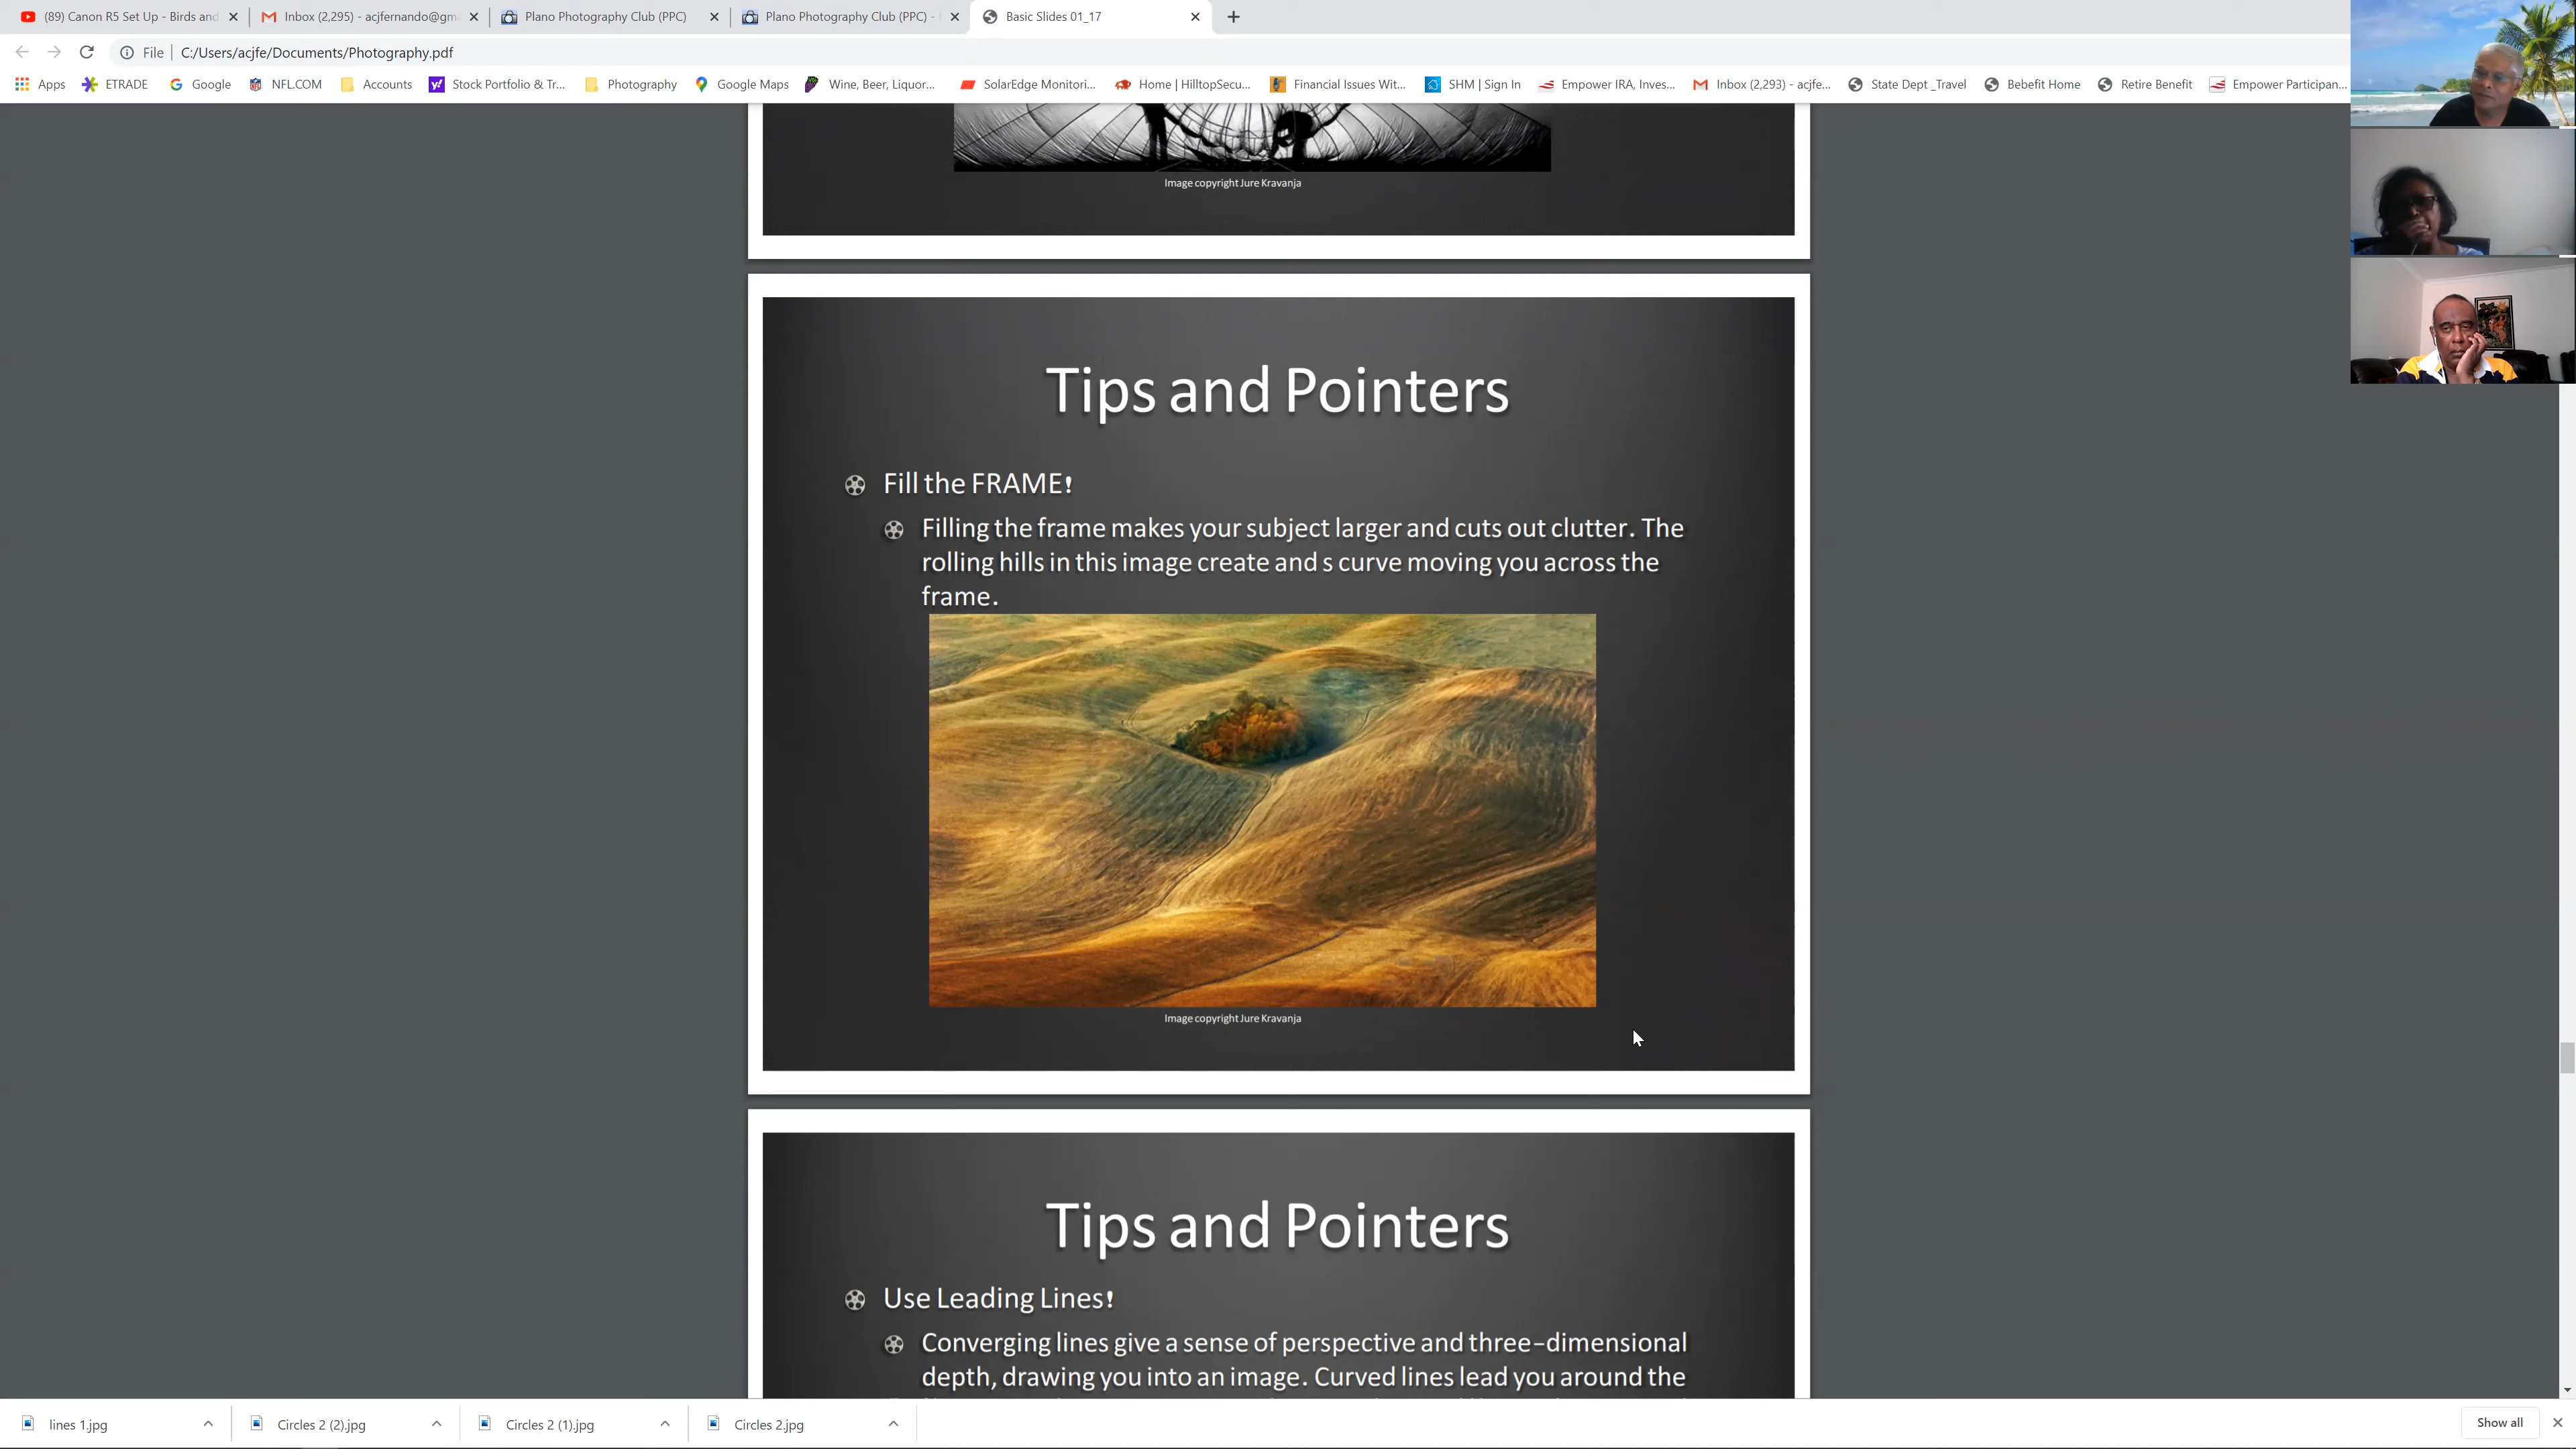 (89) Canon R5 Set Up - Birds and
Inbox (2,295) - acjfernando@gm
Plano Photography Club (PPC)
Plano Photography Club (PPC) -
Basic Slides 01_17
File
C:/Users/acjfe/Documents/Photography.pdf
Apps
ETRADE
Google
NFL.COM
Accounts
Stock Portfolio & Tr...
Photography
Google Maps
Wine, Beer, Liquor...
SolarEdge Monitori...
Home | HilltopSecu...
Financial Issues Wit...
SHM | Sign In
Empower IRA, Inves...
Inbox (2,293) - acjfe...
State Dept _Travel
Bebefit Home
Retire Benefit
Empower Participan...
Image copyright Jure Kravanja
Tips and Pointers
Fill the FRAME!
Filling the frame makes your subject larger and cuts out clutter. The
rolling hills in this image create and s curve moving you across the
frame.
Image copyright Jure Kravanja
Tips and Pointers
Use Leading Lines!
Converging lines give a sense of perspective and three-dimensional
depth, drawing you into an image. Curved lines lead you around the
lines 1.jpg
Circles 2 (2).jpg
Circles 2 (1).jpg
Circles 2.jpg
Show all